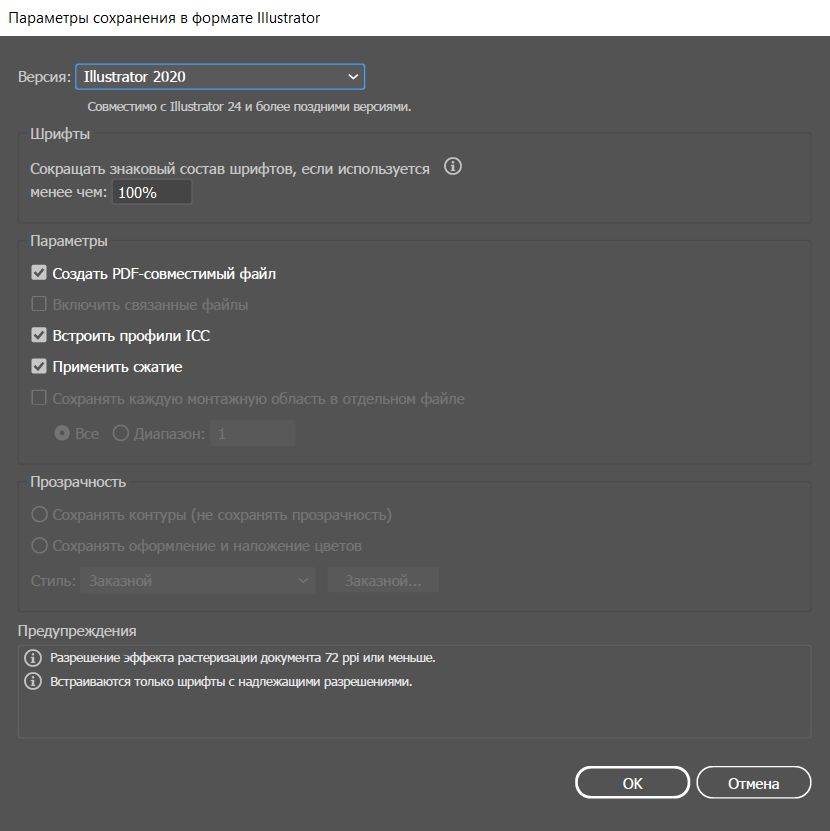 Параметры сохранения в формате Illustrator
Версия: Illustrator 2020
Совместимо с Illustrator 24 и более поздними версиями.
Шрифты
Сокращать знаковый состав шрифтов, если используется
менее чем: 100%
Параметры
Создать PDF-совместимый файл
Включить связанные файлы
Встроить профили ICC
Применить сжатие
Сохранять каждую монтажную область в отдельном файле
Все Диапазон: 1
Прозрачность
Сохранять контуры (не сохранять прозрачность)
Сохранять оформление и наложение цветов
Стиль: Заказной Заказной...
Предупреждения
Разрешение эффекта растеризации документа 72 ppi или меньше.
Встраиваются только шрифты с надлежащими разрешениями.
OK Отмена